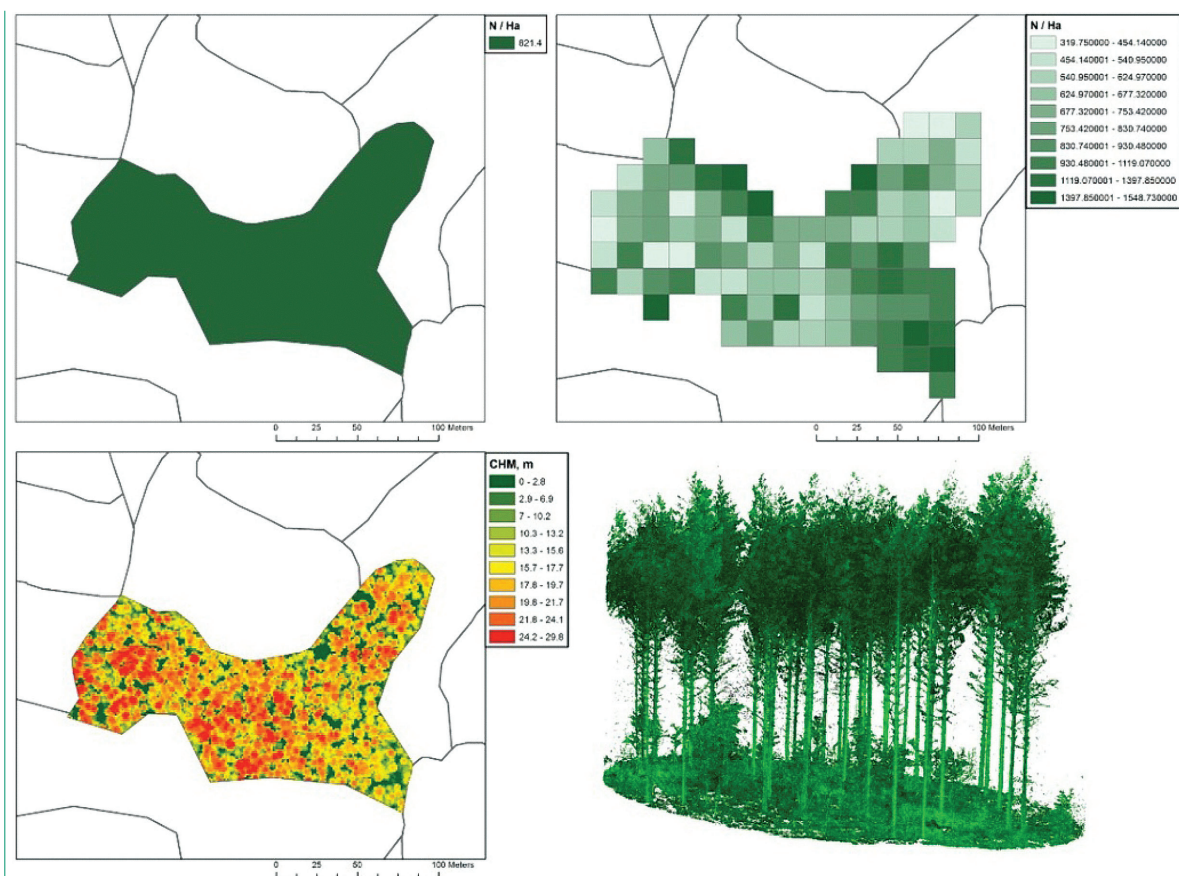 N / Ha
821.4
0 25 50 100 Meters
N / Ha
319.750000 - 454.140000
454.140001 - 540.950000
540.950001 - 624.970000
624.970001 - 677.320000
677.320001 - 753.420000
753.420001 - 830.740000
830.740001 - 930.480000
930.480001 - 1119.070000
1119.070001 - 1397.850000
1397.850001 - 1548.730000
0 25 50 100 Meters
CHM, m
0 - 2.8
2.9 - 6.9
7 - 10.2
10.3 - 13.2
13.3 - 15.6
15.7 - 17.7
17.8 - 19.7
19.8 - 21.7
21.8 - 24.1
24.2 - 29.8
0 25 50 100 Meters